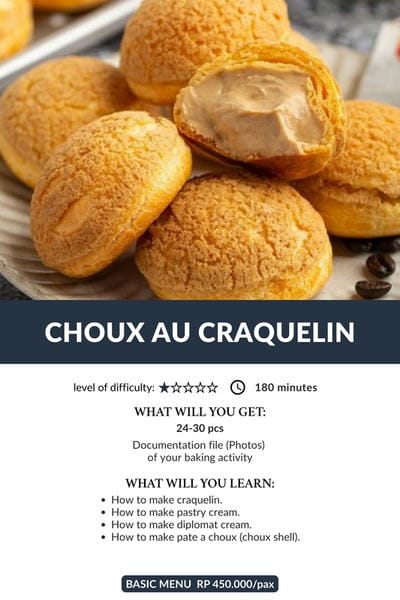 CHOUX AU CRAQUELIN
level of difficulty: ★☆☆☆☆ 180 minutes
WHAT WILL YOU GET:
24-30 pcs
Documentation file (Photos)
of your baking activity
WHAT WILL YOU LEARN:
• How to make craquelin.
• How to make pastry cream.
• How to make diplomat cream.
• How to make pate a choux (choux shell).
BASIC MENU RP 450.000/pax